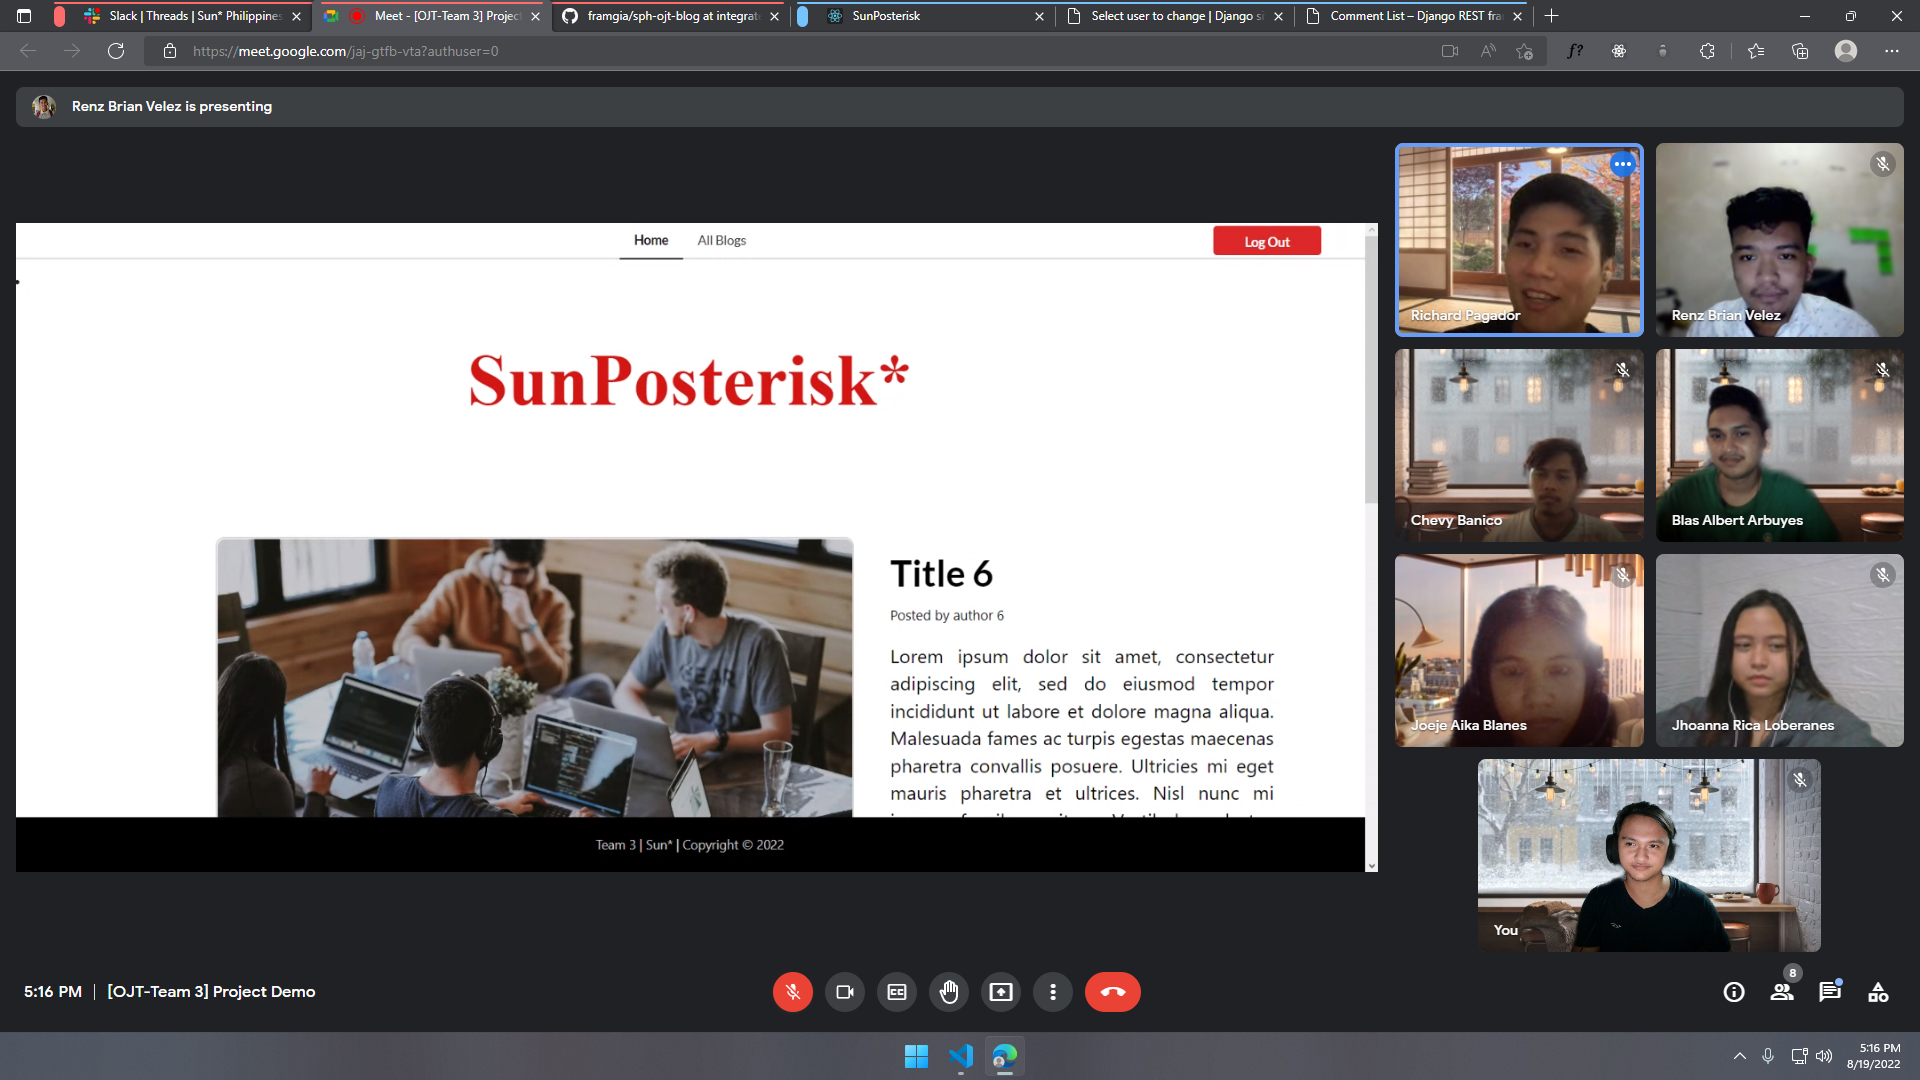 Slack | Threads | Sun* Philippines
Meet - [OJT-Team 3] Project
framgia/sph-ojt-blog at integrate
SunPosterisk
Select user to change | Django si
Comment List – Django REST fra
https://meet.google.com/jaj-gtfb-vta?authuser=0
Renz Brian Velez is presenting
Home
All Blogs
Log Out
SunPosterisk*
Title 6
Posted by author 6
Lorem ipsum dolor sit amet, consectetur
adipiscing elit, sed do eiusmod tempor
incididunt ut labore et dolore magna aliqua.
Malesuada fames ac turpis egestas maecenas
pharetra convallis posuere. Ultricies mi eget
mauris pharetra et ultrices. Nisl nunc mi
Team 3 | Sun* | Copyright © 2022
Richard Pagador
Renz Brian Velez
Chevy Banico
Blas Albert Arbuyes
Joeje Aika Blanes
Jhoanna Rica Loberanes
You
5:16 PM | [OJT-Team 3] Project Demo
8
5:16 PM
8/19/2022